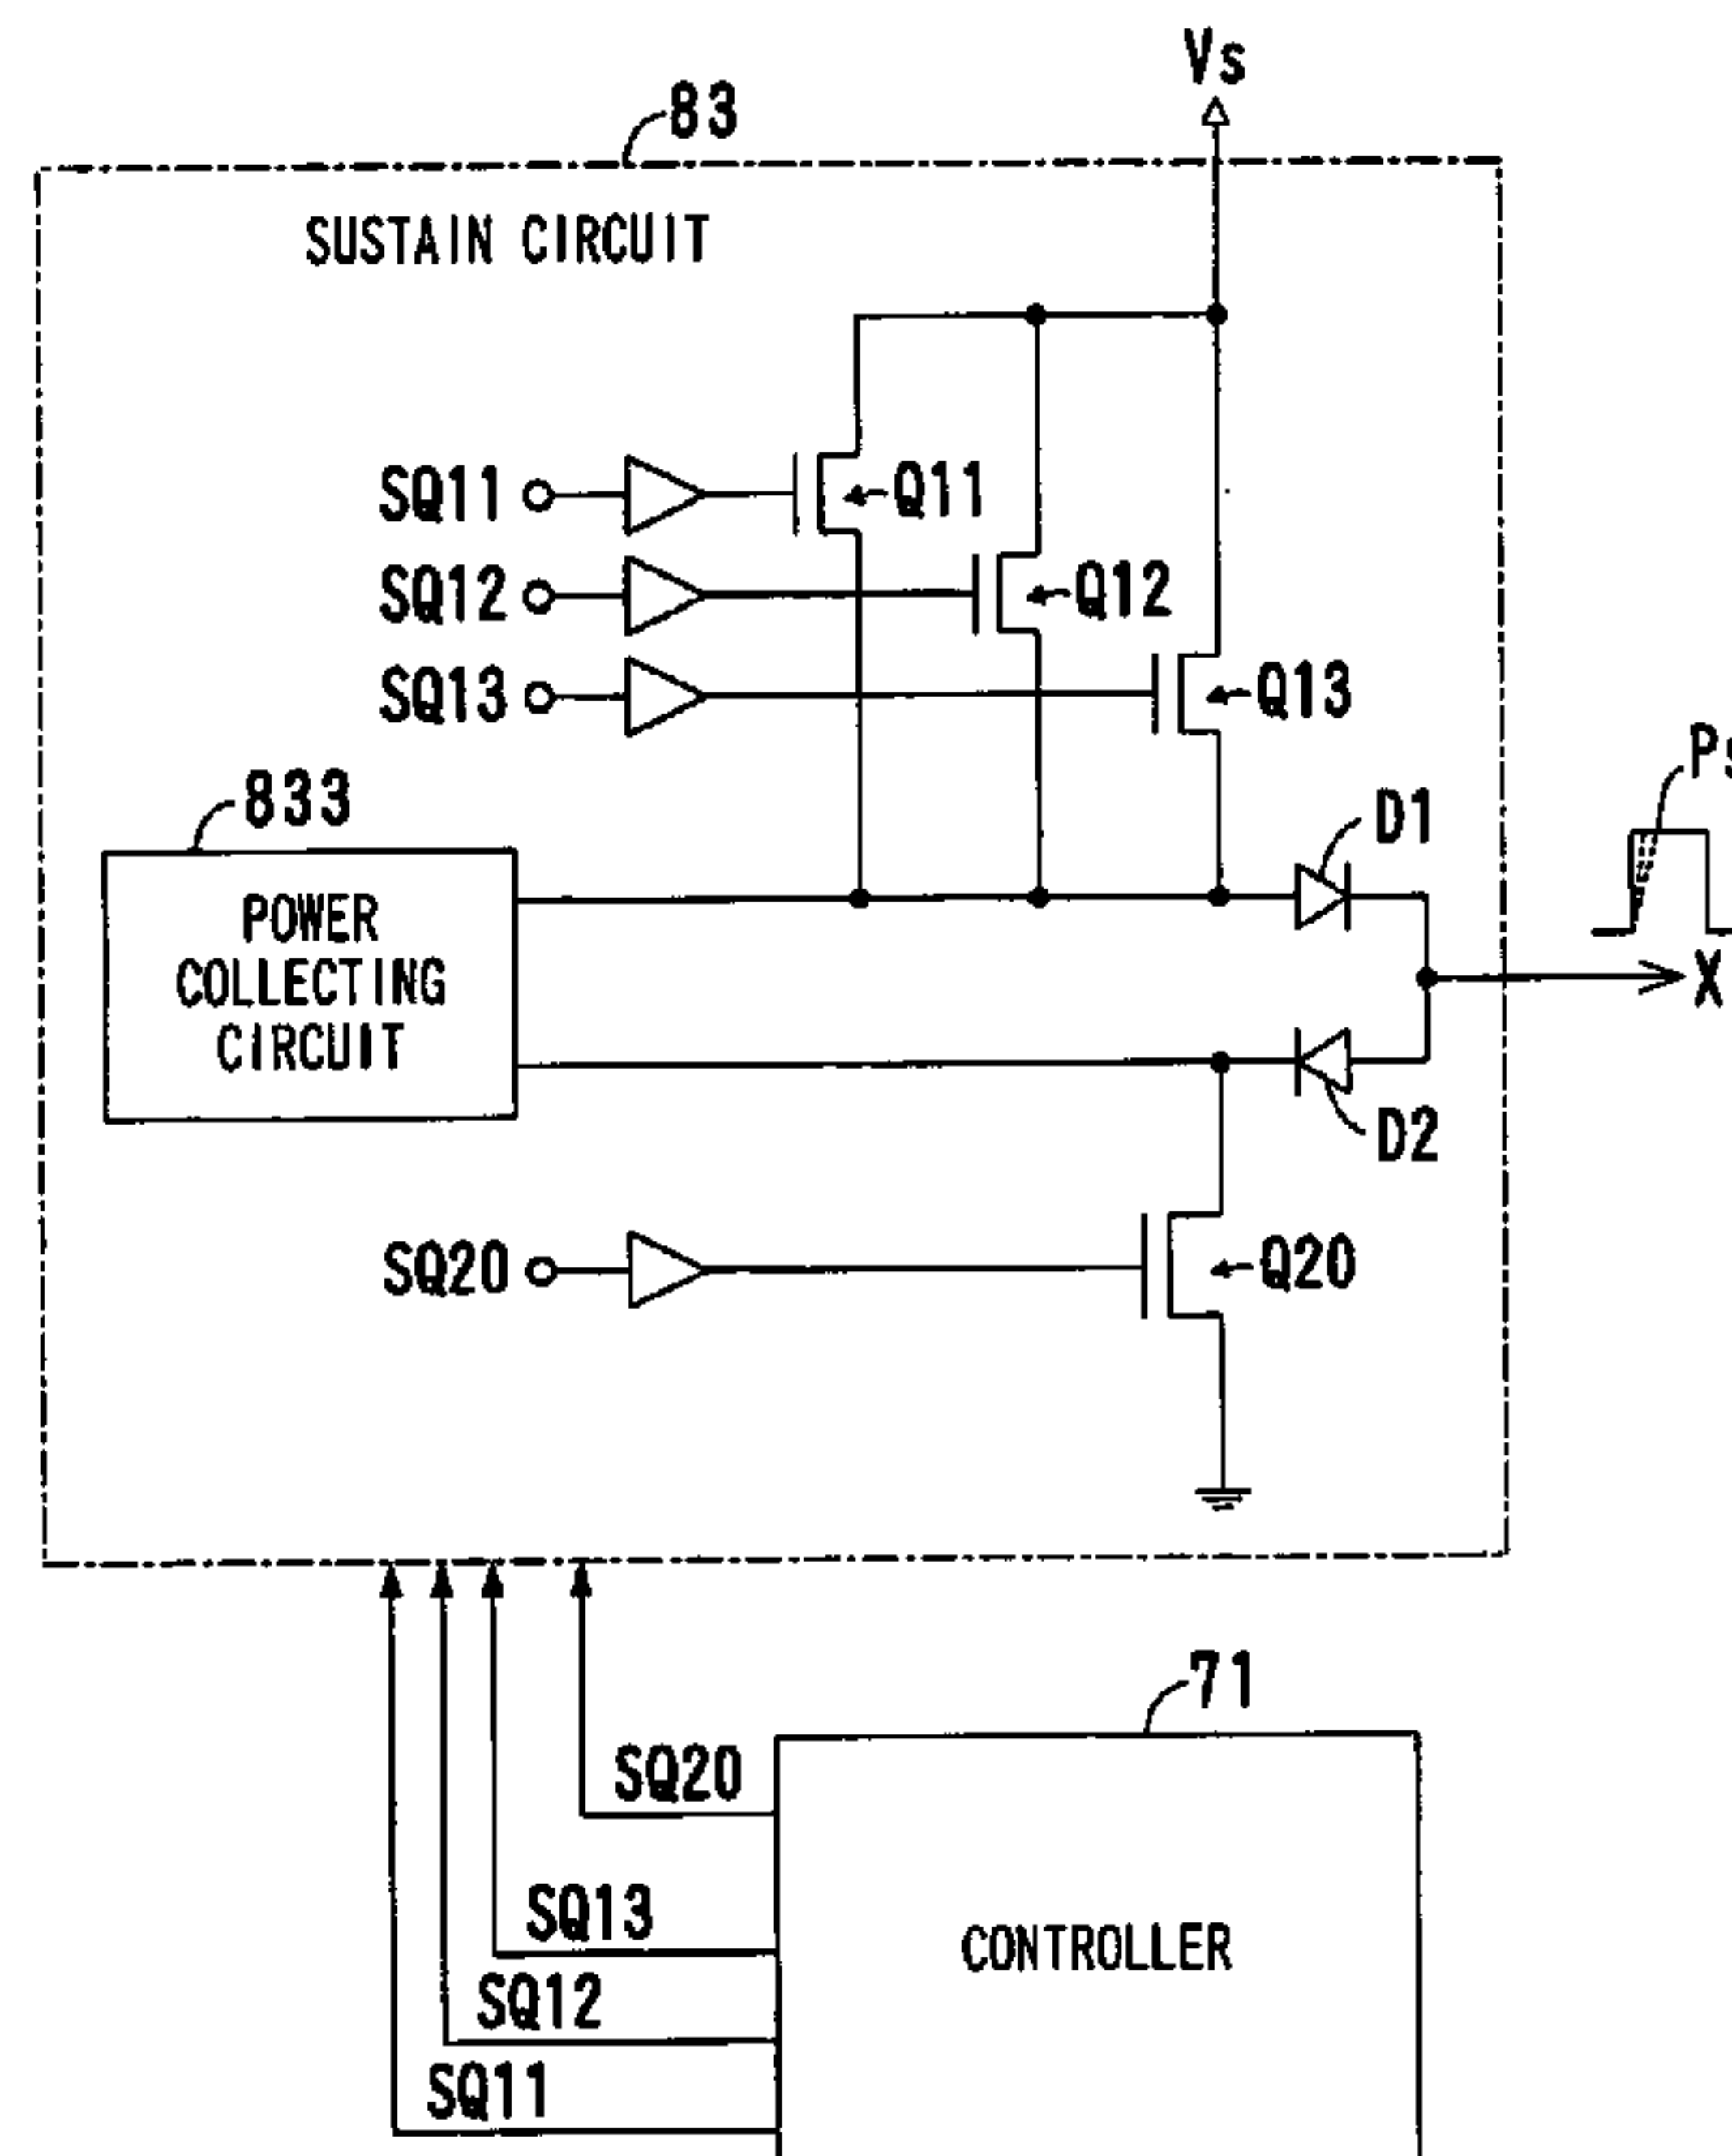 Vs
83
SUSTAIN CIRCUIT
SQ11
Q11
SQ12
Q12
SQ13
Q13
Ps
833
D1
POWER
COLLECTING
CIRCUIT
X
D2
SQ20
Q20
71
SQ20
SQ13
CONTROLLER
SQ12
SQ11